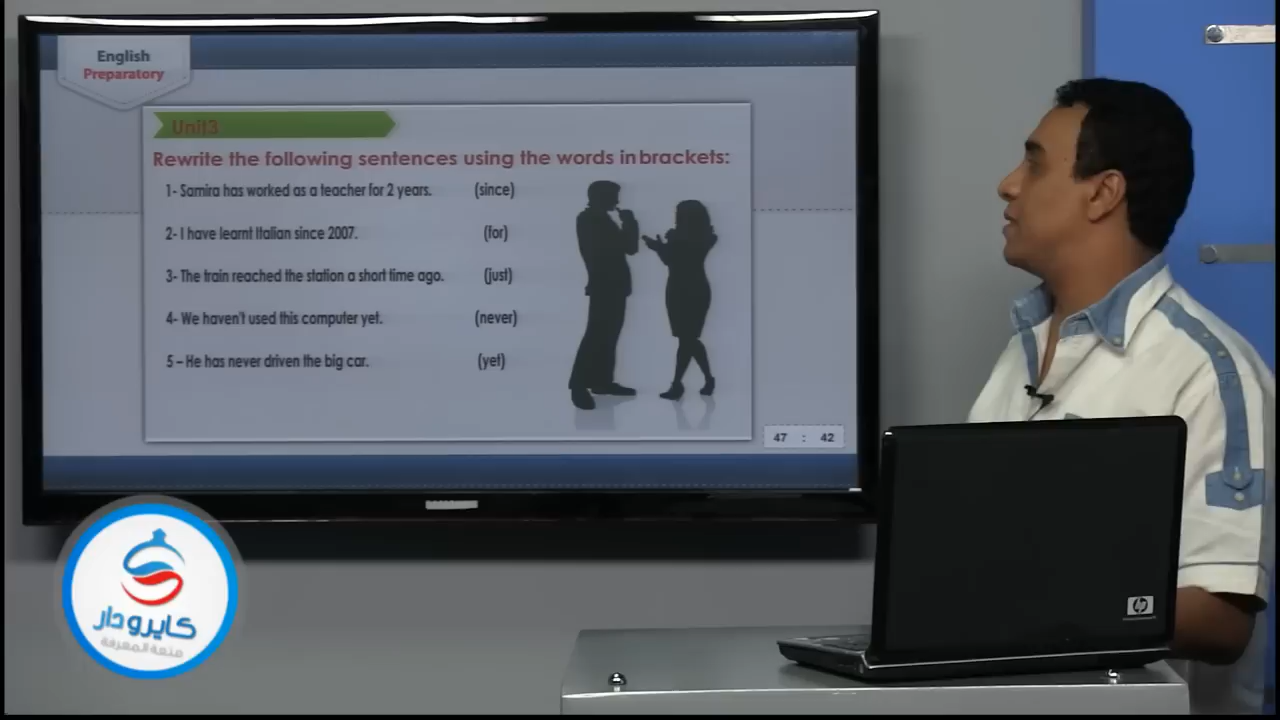 English
Preparatory
Unit3
Rewrite the following sentences using the words in brackets:
1- Samira has worked as a teacher for 2 years. (since)
2- I have learnt Italian since 2007. (for)
3- The train reached the station a short time ago. (just)
4- We haven't used this computer yet. (never)
5 – He has never driven the big car. (yet)
47 : 42
كايرودار
متعة المعرفة
hp